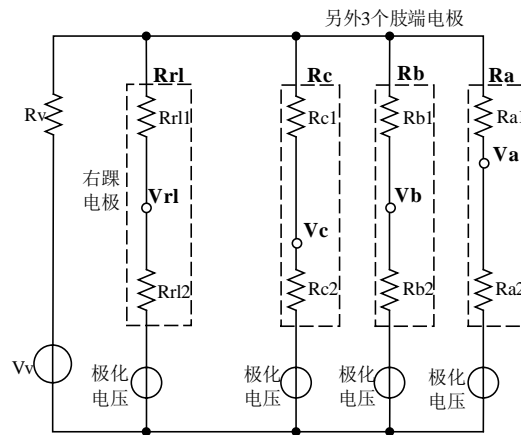 另外3个肢端电极
Rrl
Rc
Rb
Ra
Rv
Rrl1
Rc1
Rb1
Ra1
Va
右踝
电极
Vrl
Vb
Vc
Rrl2
Rc2
Rb2
Ra2
Vv
极化
电压
极化
电压
极化
电压
极化
电压